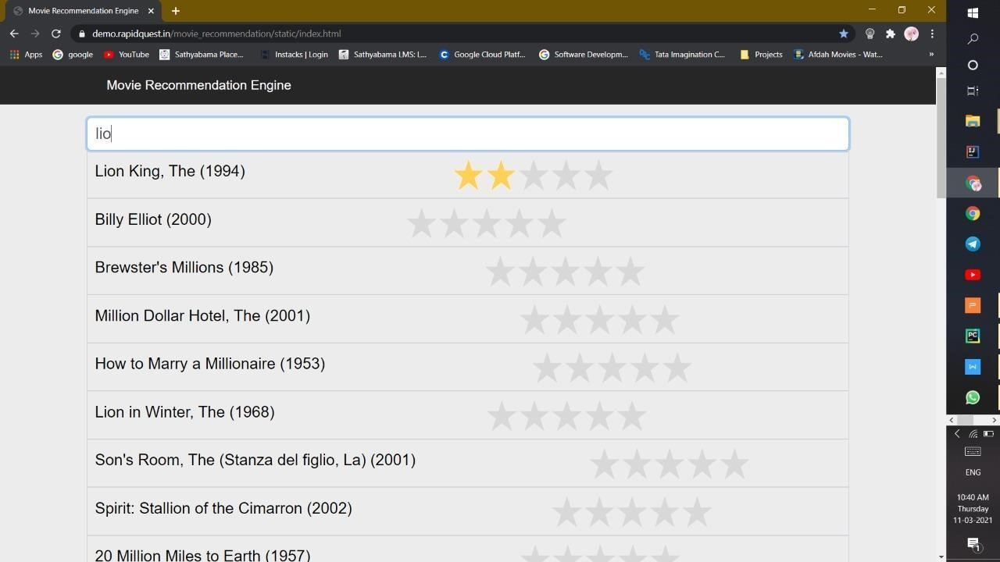 Movie Recommendation Engine
demo.rapidquest.in/movie_recommendation/static/index.html
Apps google YouTube Sathyabama Place... Instacks | Login Sathyabama LMS: L... Google Cloud Platf... Software Developm... Tata Imagination C... Projects Afdah Movies - Wat... »
Movie Recommendation Engine
lio
Lion King, The (1994)
Billy Elliot (2000)
Brewster's Millions (1985)
Million Dollar Hotel, The (2001)
How to Marry a Millionaire (1953)
Lion in Winter, The (1968)
Son's Room, The (Stanza del figlio, La) (2001)
Spirit: Stallion of the Cimarron (2002)
20 Million Miles to Earth (1957)
IJ
P
PC
W
ENG
10:40 AM
Thursday
11-03-2021
1